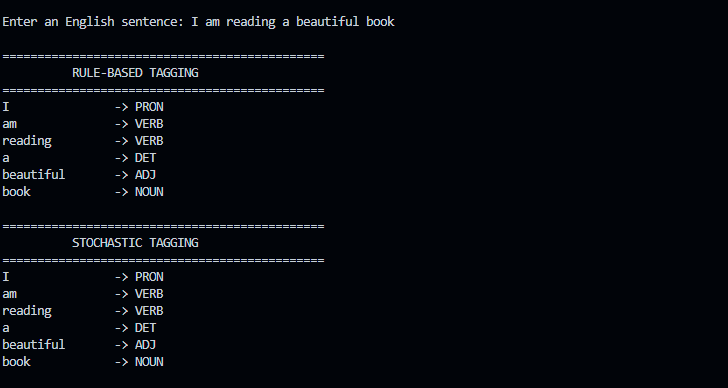 Enter an English sentence: I am reading a beautiful book
==============================================
RULE-BASED TAGGING
==============================================
I -> PRON
am -> VERB
reading -> VERB
a -> DET
beautiful -> ADJ
book -> NOUN
==============================================
STOCHASTIC TAGGING
==============================================
I -> PRON
am -> VERB
reading -> VERB
a -> DET
beautiful -> ADJ
book -> NOUN